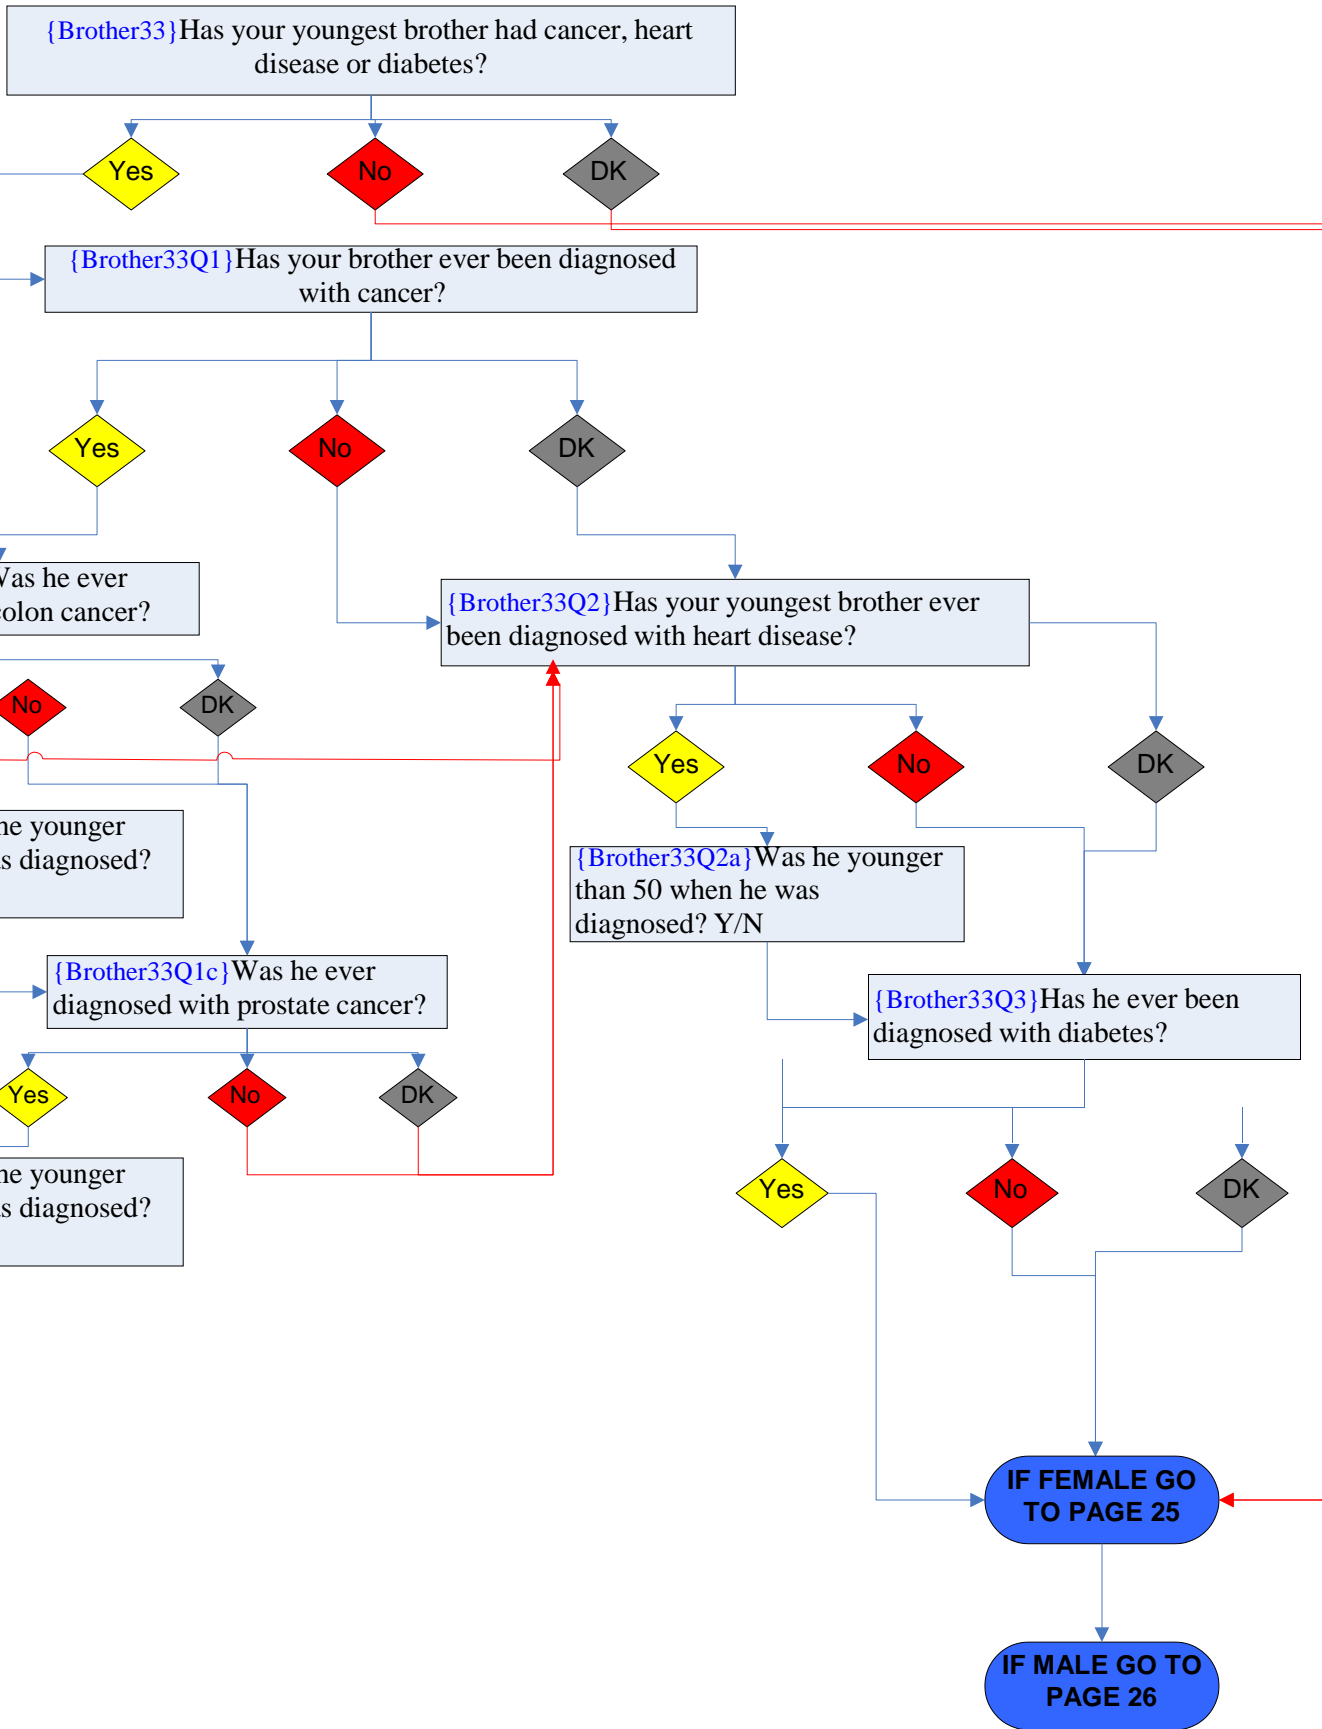 {Brother33}Has your youngest brother had cancer, heart
disease or diabetes?
Yes
No
DK
{Brother33Q1}Has your brother ever been diagnosed
with cancer?
Yes
No
DK
Was he ever
colon cancer?
{Brother33Q2}Has your youngest brother ever
been diagnosed with heart disease?
No
DK
Yes
No
DK
younger
diagnosed?
{Brother33Q2a}Was he younger
than 50 when he was
diagnosed? Y/N
{Brother33Q1c}Was he ever
diagnosed with prostate cancer?
{Brother33Q3}Has he ever been
diagnosed with diabetes?
Yes
No
DK
younger
diagnosed?
Yes
No
DK
IF FEMALE GO
TO PAGE 25
IF MALE GO TO
PAGE 26